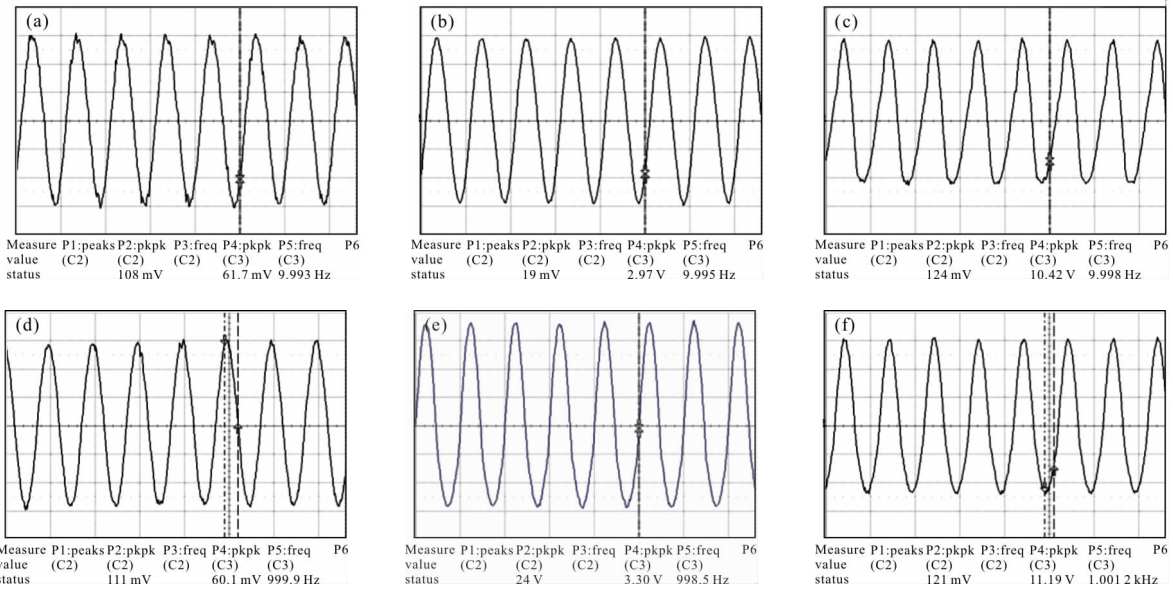 (a)
Measure P1:peaks P2:pkpk P3:freq P4:pkpk P5:freq P6
value (C2) (C2) (C2) (C3) (C3)
status 108 mV 61.7 mV 9.993 Hz
(b)
Measure P1:peaks P2:pkpk P3:freq P4:pkpk P5:freq P6
value (C2) (C2) (C2) (C3) (C3)
status 19 mV 2.97 V 9.995 Hz
(c)
Measure P1:peaks P2:pkpk P3:freq P4:pkpk P5:freq P6
value (C2) (C2) (C2) (C3) (C3)
status 124 mV 10.42 V 9.998 Hz
(d)
Measure P1:peaks P2:pkpk P3:freq P4:pkpk P5:freq P6
value (C2) (C2) (C2) (C3) (C3)
status 111 mV 60.1 mV 999.9 Hz
(e)
Measure P1:peaks P2:pkpk P3:freq P4:pkpk P5:freq P6
value (C2) (C2) (C2) (C3) (C3)
status 24 V 3.30 V 998.5 Hz
(f)
Measure P1:peaks P2:pkpk P3:freq P4:pkpk P5:freq P6
value (C2) (C2) (C2) (C3) (C3)
status 121 mV 11.19 V 1.001 2 kHz